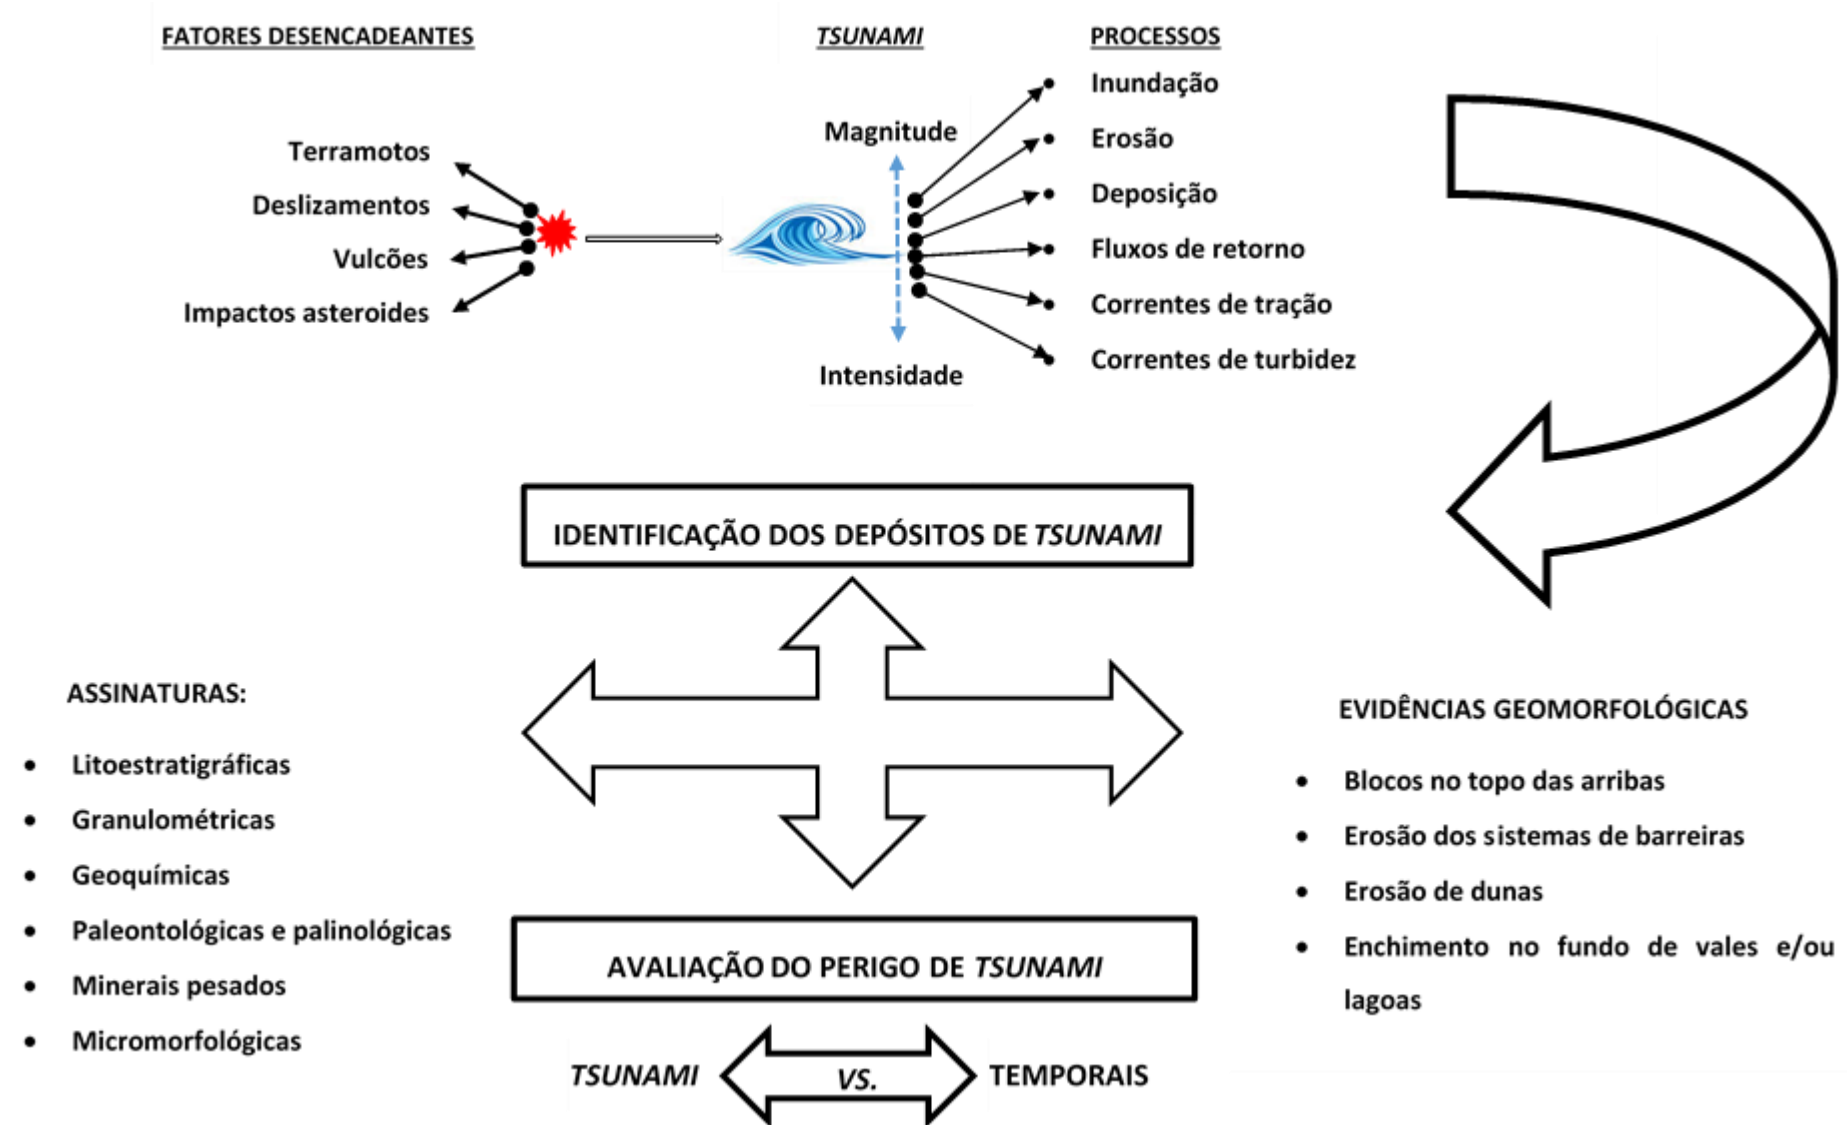 FATORES DESENCADEANTES
TSUNAMI
PROCESSOS
Terramotos
Deslizamentos
Vulcões
Impactos asteroides
Magnitude
Intensidade
Inundação
Erosão
Deposição
Fluxos de retorno
Correntes de tração
Correntes de turbidez
IDENTIFICAÇÃO DOS DEPÓSITOS DE TSUNAMI
ASSINATURAS:
Litoestratigráficas
Granulométricas
Geoquímicas
Paleontológicas e palinológicas
Minerais pesados
Micromorfológicas
EVIDÊNCIAS GEOMORFOLÓGICAS
Blocos no topo das arribas
Erosão dos sistemas de barreiras
Erosão de dunas
Enchimento no fundo de vales e/ou
lagoas
AVALIAÇÃO DO PERIGO DE TSUNAMI
TSUNAMI VS. TEMPORAIS